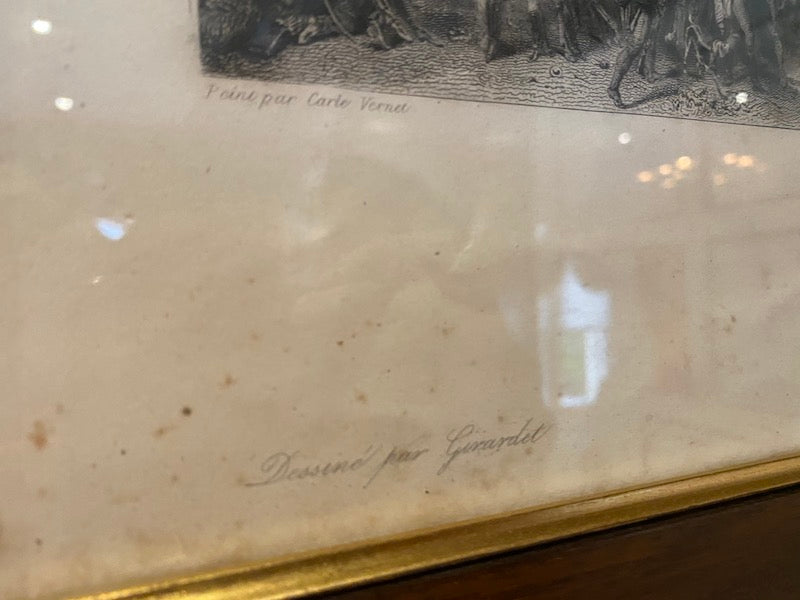 Peint par Carle Vernet
Dessiné par Girardet